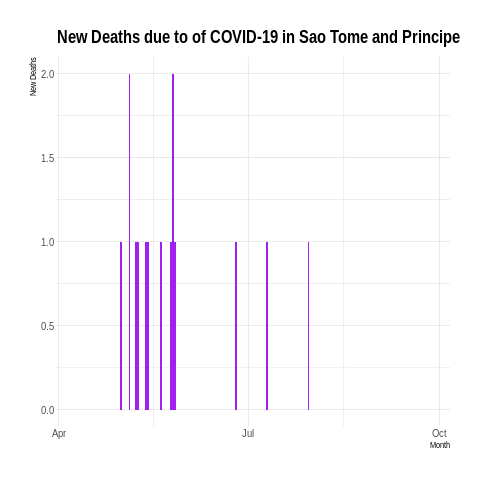 New Deaths due to of COVID-19 in Sao Tome and Principe
New Deaths
2.0
1.5
1.0
0.5
0.0
Apr
Jul
Oct
Month